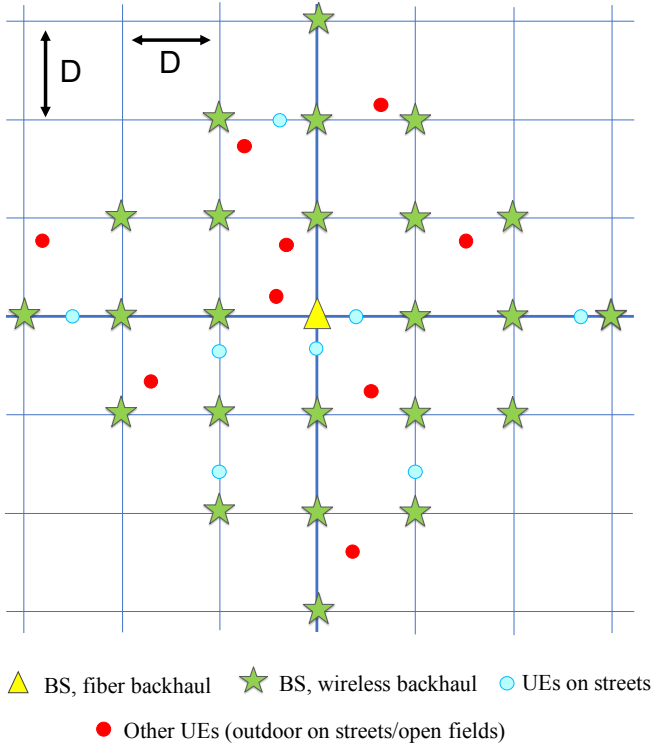 D
D
BS, fiber backhaul
BS, wireless backhaul
UEs on streets
Other UEs (outdoor on streets/open fields)